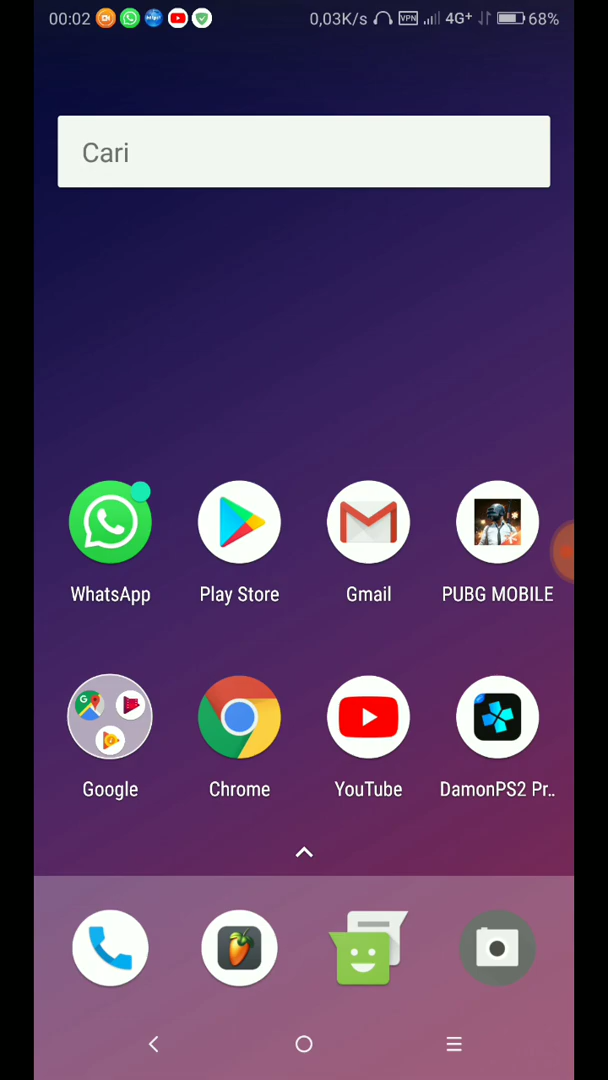 00:02 0,03K/s VPN 4G+ 68%
Cari
WhatsApp Play Store Gmail PUBG MOBILE
Google Chrome YouTube DamonPS2 Pr..